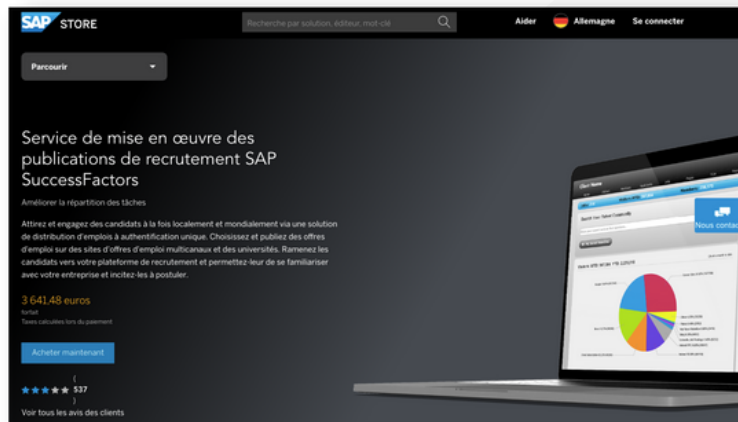 SAP STORE
Recherche par solution, éditeur, mot-clé
Aider
Allemagne
Se connecter
Parcourir
Service de mise en œuvre des
publications de recrutement SAP
SuccessFactors
Améliorer la répartition des tâches
Attirez et engagez des candidats à la fois localement et mondialement via une solution
de distribution d'emplois à authentification unique. Choisissez et publiez des offres
d'emploi sur des sites d'offres d'emploi multicanaux et des universités. Ramenez les
candidats vers votre plateforme de recrutement et permettez-leur de se familiariser
avec votre entreprise et incitez-les à postuler.
3 641,48 euros
forfait
Taxes calculées lors du paiement
Acheter maintenant
(
537
)
Voir tous les avis des clients
Nous contac